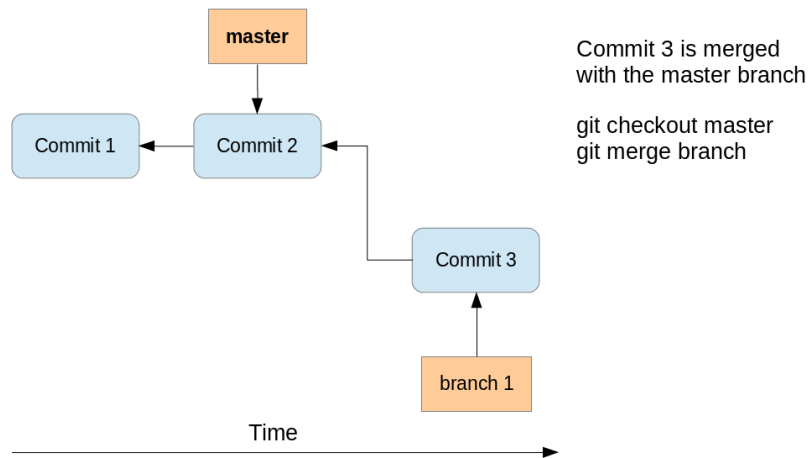 master
Commit 3 is merged
with the master branch
git checkout master
git merge branch
Commit 1
Commit 2
Commit 3
branch 1
Time